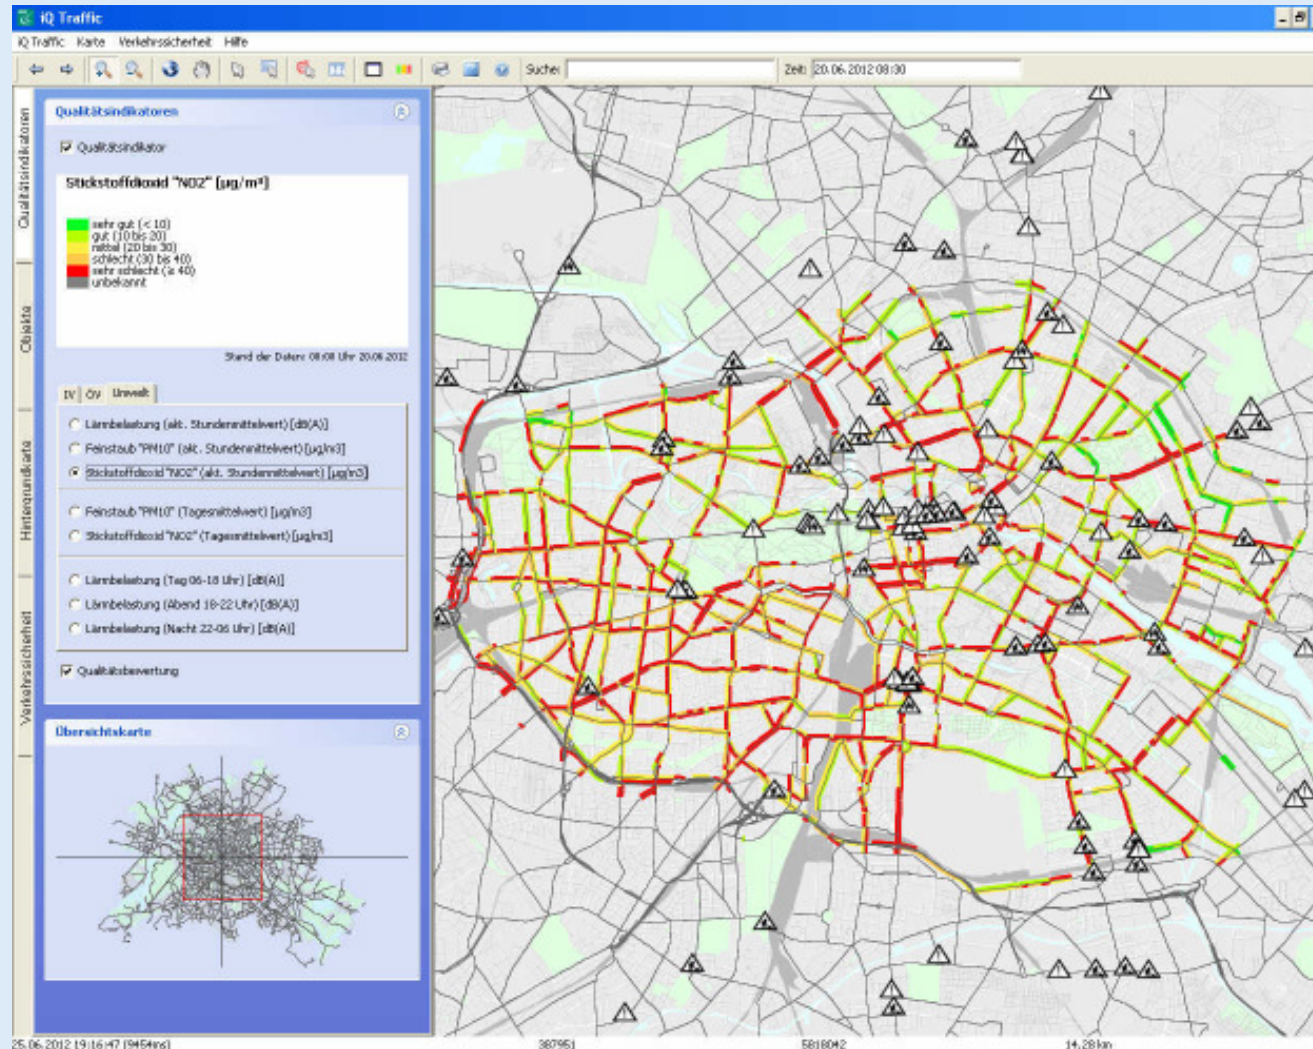 iQ Traffic
iQ Traffic Karte Verkehrssicherheit Hilfe
Suche: Zeit: 20.06.2012 08:30
Qualitätsindikatoren
Objekte
Hintergrundkarte
Verkehrssicherheit
Qualitätsindikatoren
Qualitätsindikator
Stickstoffdioxid "NO2" [µg/m³]
sehr gut (< 10)
gut (10 bis 20)
mittel (20 bis 30)
schlecht (30 bis 40)
sehr schlecht (≥ 40)
unbekannt
Stand der Daten: 08:00 Uhr 20.06.2012
IV ÖV Umwelt
Lärmbelastung (akt. Stundenmittelwert) [dB(A)]
Feinstaub "PM10" (akt. Stundenmittelwert) [µg/m3]
Stickstoffdioxid "NO2" (akt. Stundenmittelwert) [µg/m3]
Feinstaub "PM10" (Tagesmittelwert) [µg/m3]
Stickstoffdioxid "NO2" (Tagesmittelwert) [µg/m3]
Lärmbelastung (Tag 06-18 Uhr) [dB(A)]
Lärmbelastung (Abend 18-22 Uhr) [dB(A)]
Lärmbelastung (Nacht 22-06 Uhr) [dB(A)]
Qualitätsbewertung
Übersichtskarte
25.06.2012 19:16:47 (9454ms) 387951 5818042 14.28 km